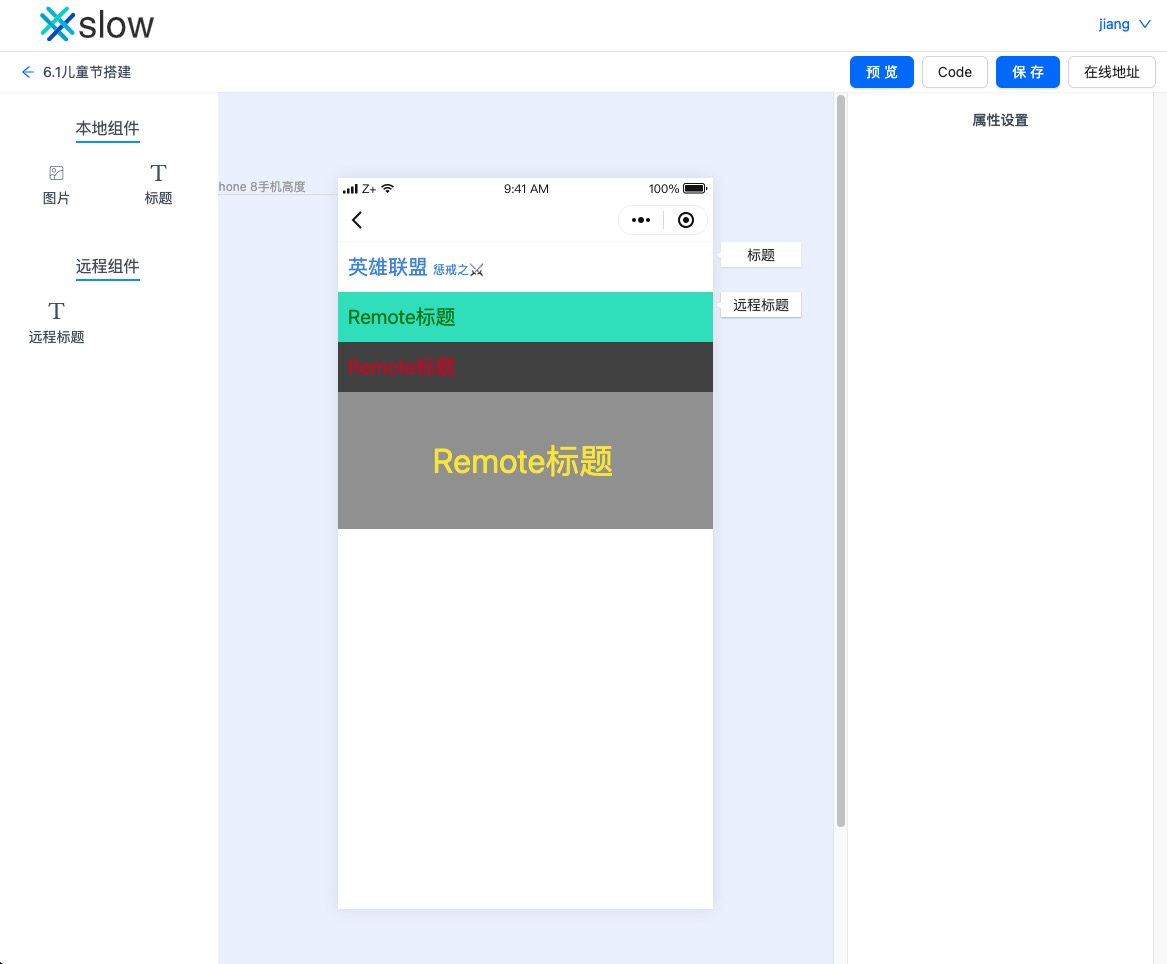 slow
jiang
6.1儿童节搭建
预 览
Code
保 存
在线地址
本地组件
图片
标题
远程组件
T
远程标题
hone 8手机高度
Z+
9:41 AM
100%
英雄联盟 惩戒之⚔
Remote标题
Remote标题
Remote标题
标题
远程标题
属性设置